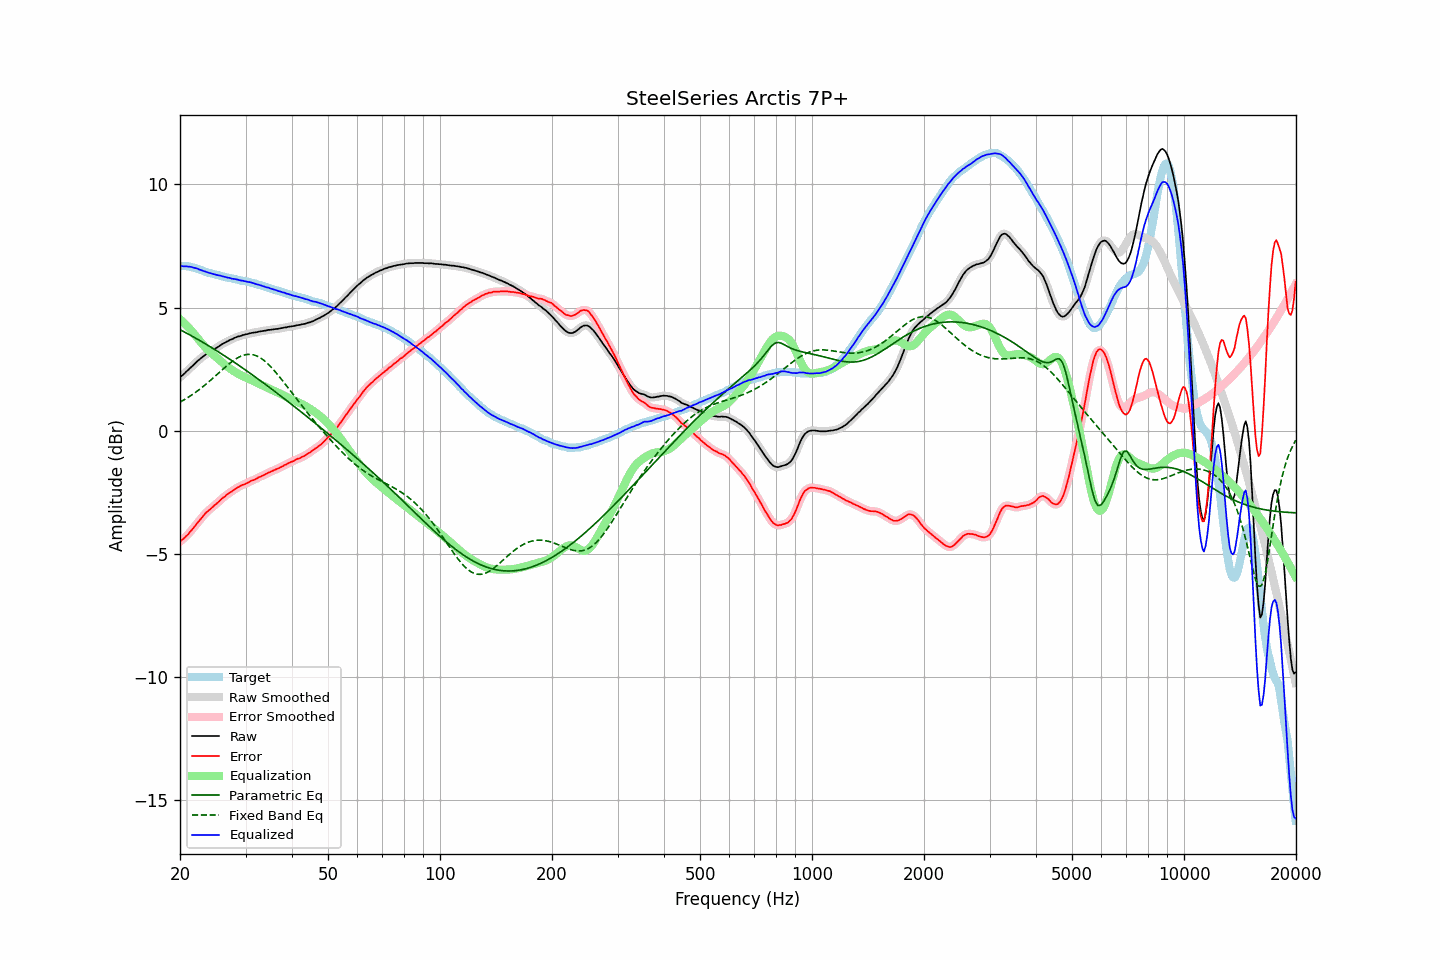 SteelSeries Arctis 7P+
Amplitude (dBr)
10
5
0
−5
−10
−15
Target
Raw Smoothed
Error Smoothed
Raw
Error
Equalization
Parametric Eq
Fixed Band Eq
Equalized
20 50 100 200 500 1000 2000 5000 10000 20000
Frequency (Hz)